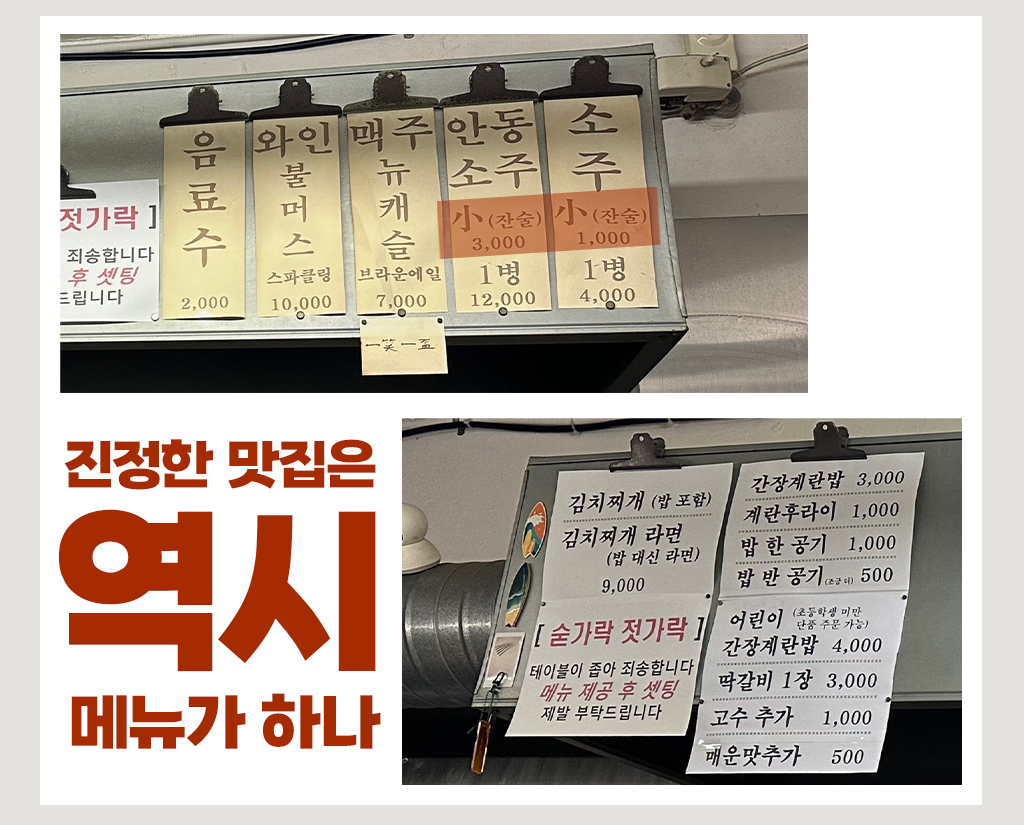 음료수
2,000
와인
불머스
스파클링
10,000
맥주
뉴캐슬
브라운에일
7,000
안동
소주
小 (잔술)
3,000
1병
12,000
소주
小 (잔술)
1,000
1병
4,000
젓가락 ]
죄송합니다
후 셋팅
드립니다
一笑一盃
진정한 맛집은
역시
메뉴가 하나
김치찌개 (밥 포함)
김치찌개 라면
(밥 대신 라면)
9,000
[ 숟가락 젓가락 ]
테이블이 좁아 죄송합니다
메뉴 제공 후 셋팅
제발 부탁드립니다
간장계란밥 3,000
계란후라이 1,000
밥 한 공기 1,000
밥 반 공기 (조금 더) 500
어린이 (초등학생 미만
단품 주문 가능)
간장계란밥 4,000
떡갈비 1장 3,000
고수 추가 1,000
매운맛추가 500